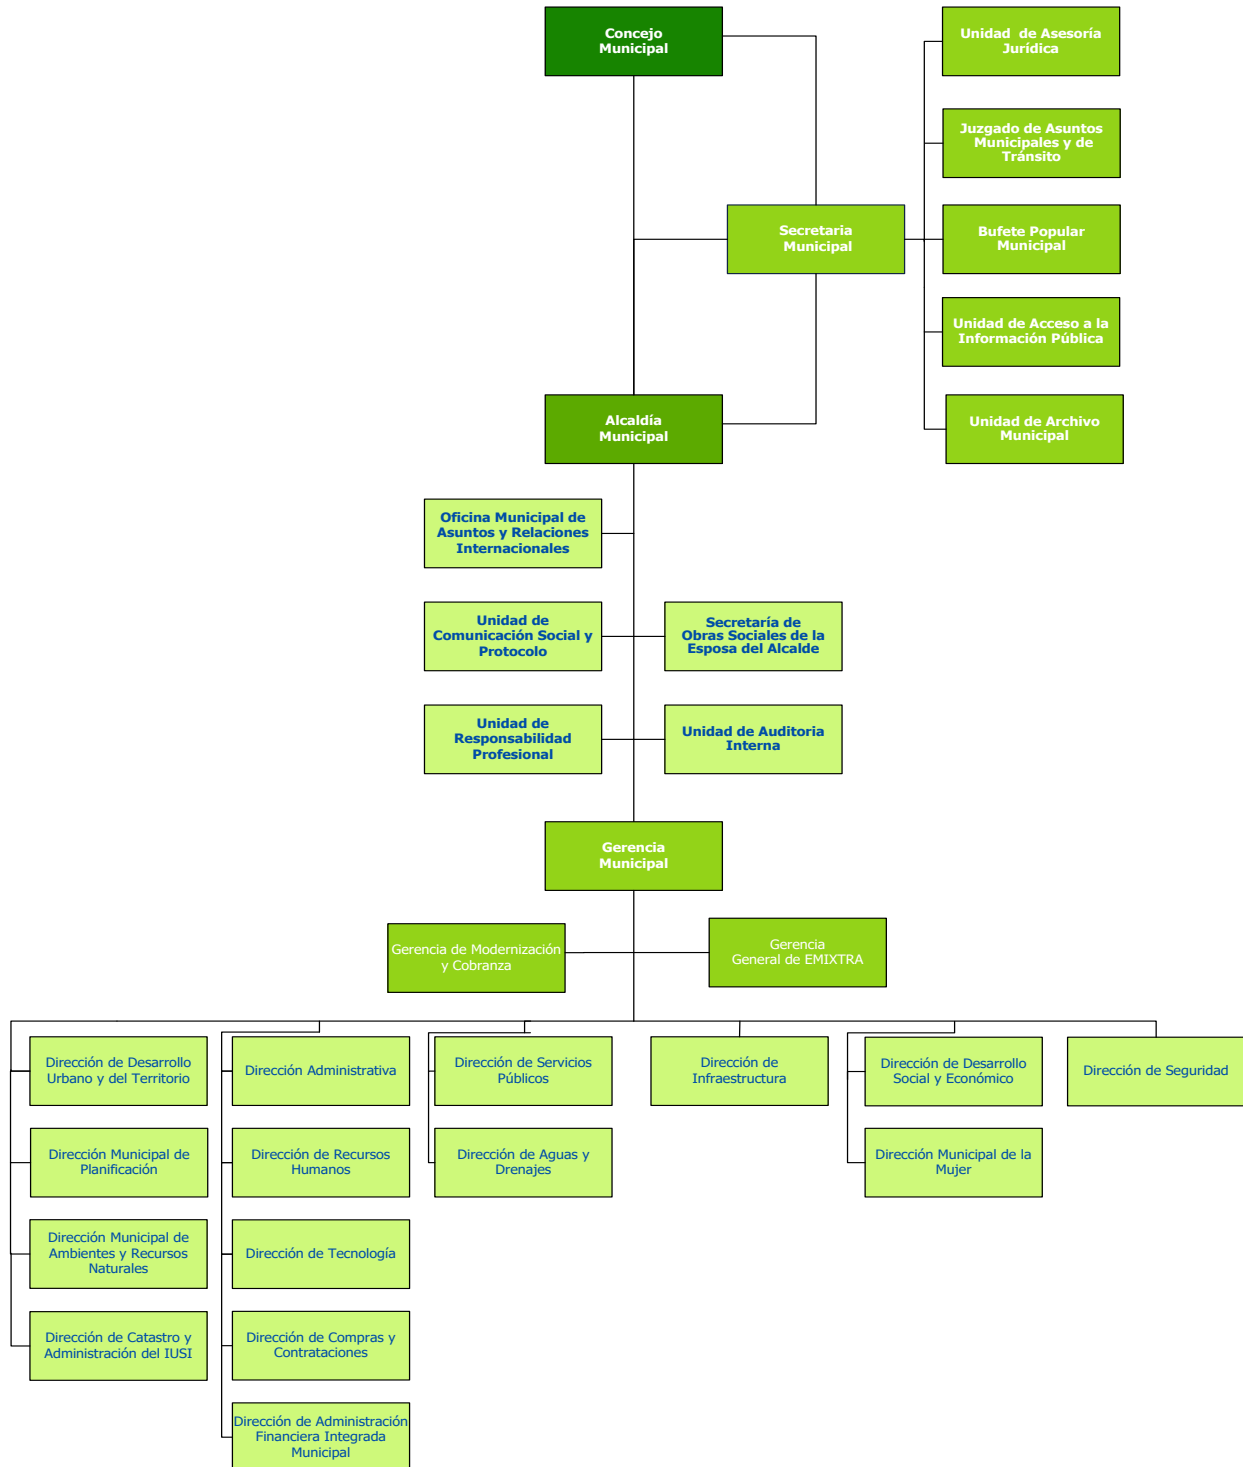 Concejo
Municipal
Unidad de Asesoría
Jurídica
Juzgado de Asuntos
Municipales y de
Tránsito
Secretaria
Municipal
Bufete Popular
Municipal
Unidad de Acceso a la
Información Pública
Alcaldía
Municipal
Unidad de Archivo
Municipal
Oficina Municipal de
Asuntos y Relaciones
Internacionales
Unidad de
Comunicación Social y
Protocolo
Secretaría de
Obras Sociales de la
Esposa del Alcalde
Unidad de
Responsabilidad
Profesional
Unidad de Auditoria
Interna
Gerencia
Municipal
Gerencia de Modernización
y Cobranza
Gerencia
General de EMIXTRA
Dirección de Desarrollo
Urbano y del Territorio
Dirección Administrativa
Dirección de Servicios
Públicos
Dirección de
Infraestructura
Dirección de Desarrollo
Social y Económico
Dirección de Seguridad
Dirección Municipal de
Planificación
Dirección de Recursos
Humanos
Dirección de Aguas y
Drenajes
Dirección Municipal de la
Mujer
Dirección Municipal de
Ambientes y Recursos
Naturales
Dirección de Tecnología
Dirección de Catastro y
Administración del IUSI
Dirección de Compras y
Contrataciones
Dirección de Administración
Financiera Integrada
Municipal